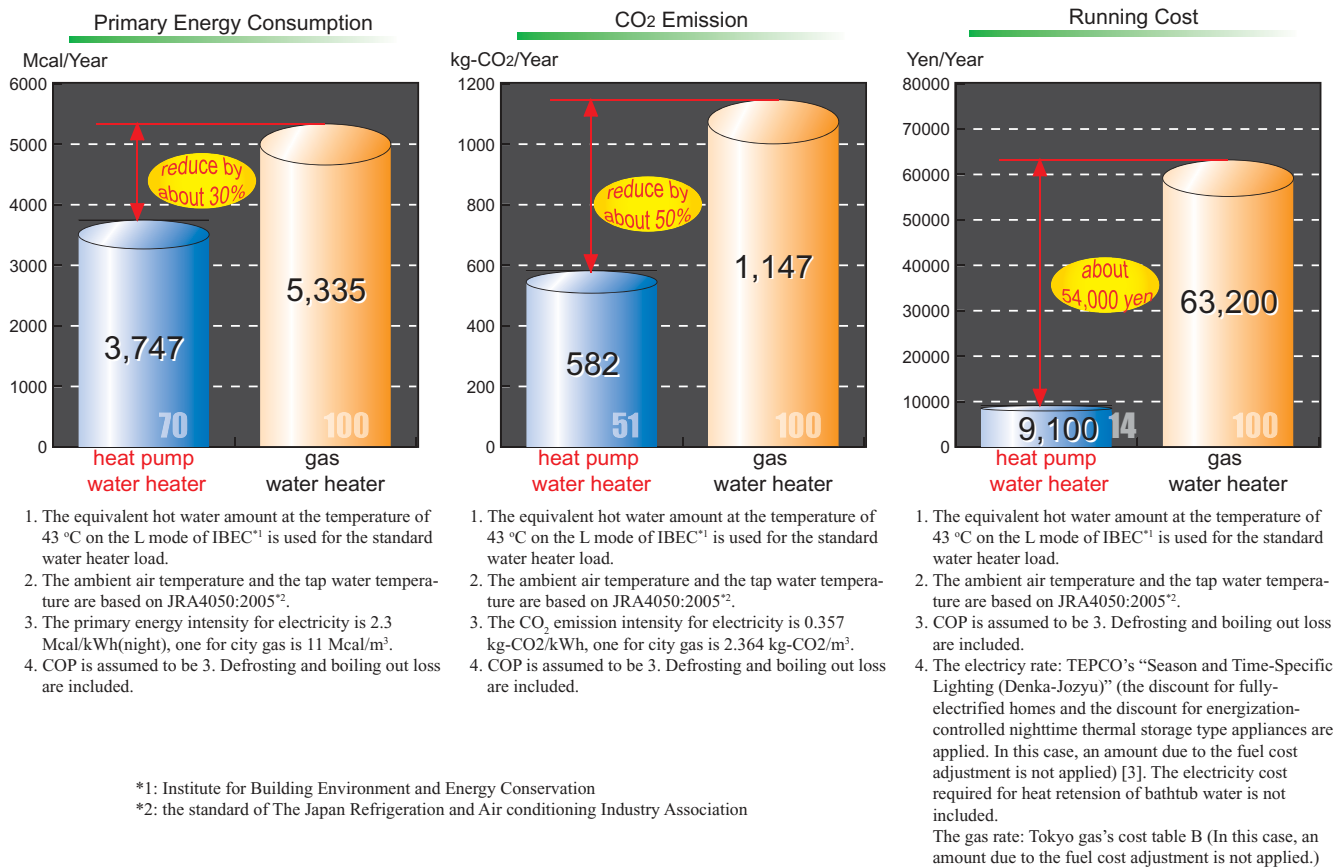 Primary Energy Consumption
Mcal/Year
6000
5000
4000
3000
2000
1000
0
reduce by
about 30%
3,747
70
5,335
100
heat pump
water heater
gas
water heater
1. The equivalent hot water amount at the temperature of
43 °C on the L mode of IBEC*1 is used for the standard
water heater load.
2. The ambient air temperature and the tap water tempera-
ture are based on JRA4050:2005*2.
3. The primary energy intensity for electricity is 2.3
Mcal/kWh(night), one for city gas is 11 Mcal/m3.
4. COP is assumed to be 3. Defrosting and boiling out loss
are included.
CO2 Emission
kg-CO2/Year
1200
1000
800
600
400
200
0
reduce by
about 50%
582
51
1,147
100
heat pump
water heater
gas
water heater
1. The equivalent hot water amount at the temperature of
43 °C on the L mode of IBEC*1 is used for the standard
water heater load.
2. The ambient air temperature and the tap water tempera-
ture are based on JRA4050:2005*2.
3. The CO2 emission intensity for electricity is 0.357
kg-CO2/kWh, one for city gas is 2.364 kg-CO2/m3.
4. COP is assumed to be 3. Defrosting and boiling out loss
are included.
Running Cost
Yen/Year
80000
70000
60000
50000
40000
30000
20000
10000
0
about
54,000 yen
9,100
14
63,200
100
heat pump
water heater
gas
water heater
1. The equivalent hot water amount at the temperature of
43 °C on the L mode of IBEC*1 is used for the standard
water heater load.
2. The ambient air temperature and the tap water tempera-
ture are based on JRA4050:2005*2.
3. COP is assumed to be 3. Defrosting and boiling out loss
are included.
4. The electricy rate: TEPCO's “Season and Time-Specific
Lighting (Denka-Jozyu)” (the discount for fully-
electrified homes and the discount for energization-
controlled nighttime thermal storage type appliances are
applied. In this case, an amount due to the fuel cost
adjustment is not applied) [3]. The electricity cost
required for heat retention of bathtub water is not
included.
The gas rate: Tokyo gas's cost table B (In this case, an
amount due to the fuel cost adjustment is not applied.)
*1: Institute for Building Environment and Energy Conservation
*2: the standard of The Japan Refrigeration and Air conditioning Industry Association